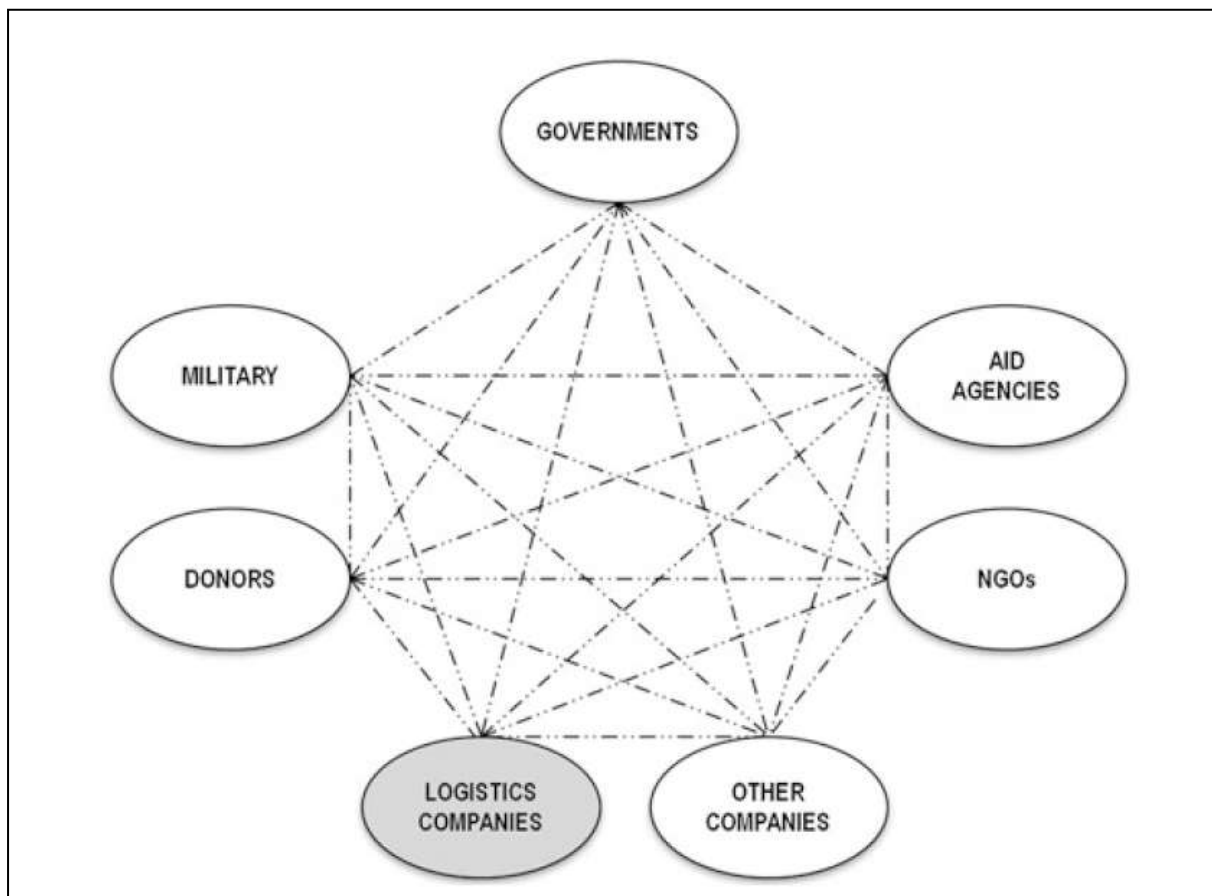 GOVERNMENTS
MILITARY
AID
AGENCIES
DONORS
NGOs
LOGISTICS
COMPANIES
OTHER
COMPANIES